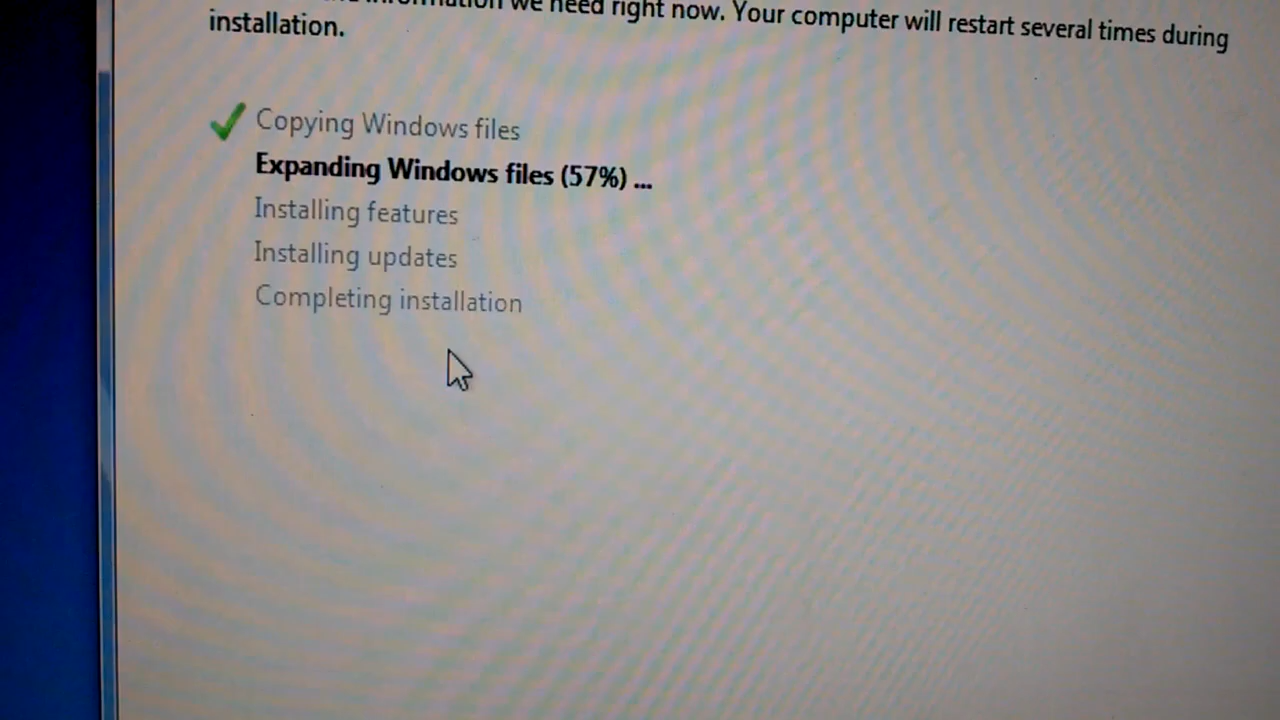 information we need right now. Your computer will restart several times during
installation.
Copying Windows files
Expanding Windows files (57%) ...
Installing features
Installing updates
Completing installation